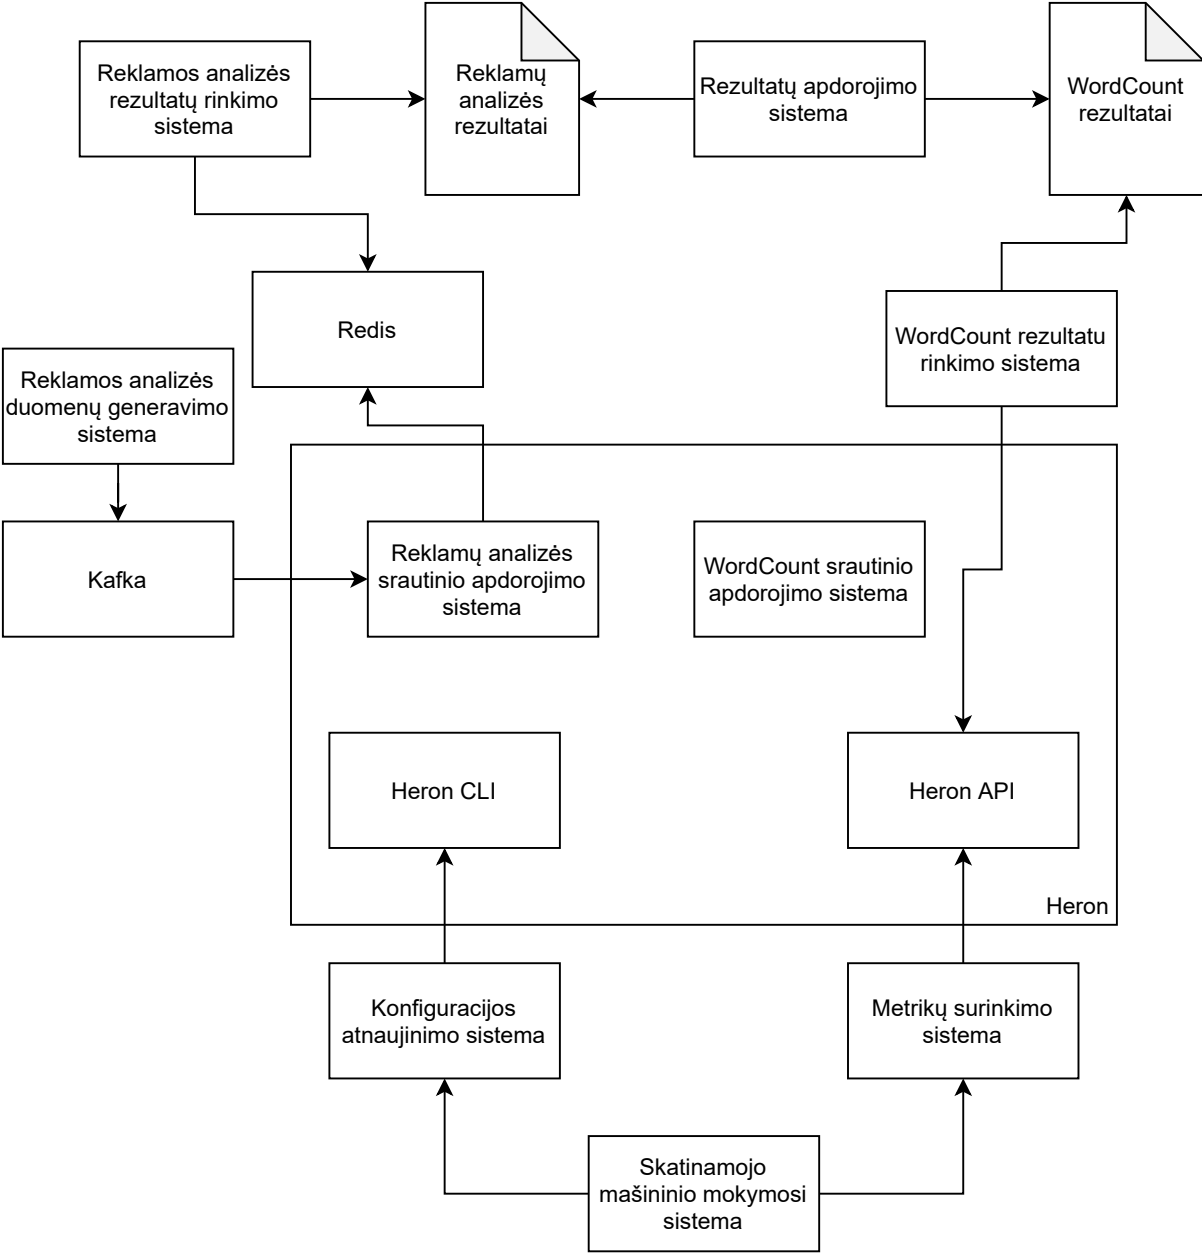 Reklamos analizės
rezultatų rinkimo
sistema
Reklamų
analizės
rezultatai
Rezultatų apdorojimo
sistema
WordCount
rezultatai
Redis
WordCount rezultatu
rinkimo sistema
Reklamos analizės
duomenų generavimo
sistema
Kafka
Reklamų analizės
srautinio apdorojimo
sistema
WordCount srautinio
apdorojimo sistema
Heron CLI
Heron API
Heron
Konfiguracijos
atnaujinimo sistema
Metrikų surinkimo
sistema
Skatinamojo
mašininio mokymosi
sistema